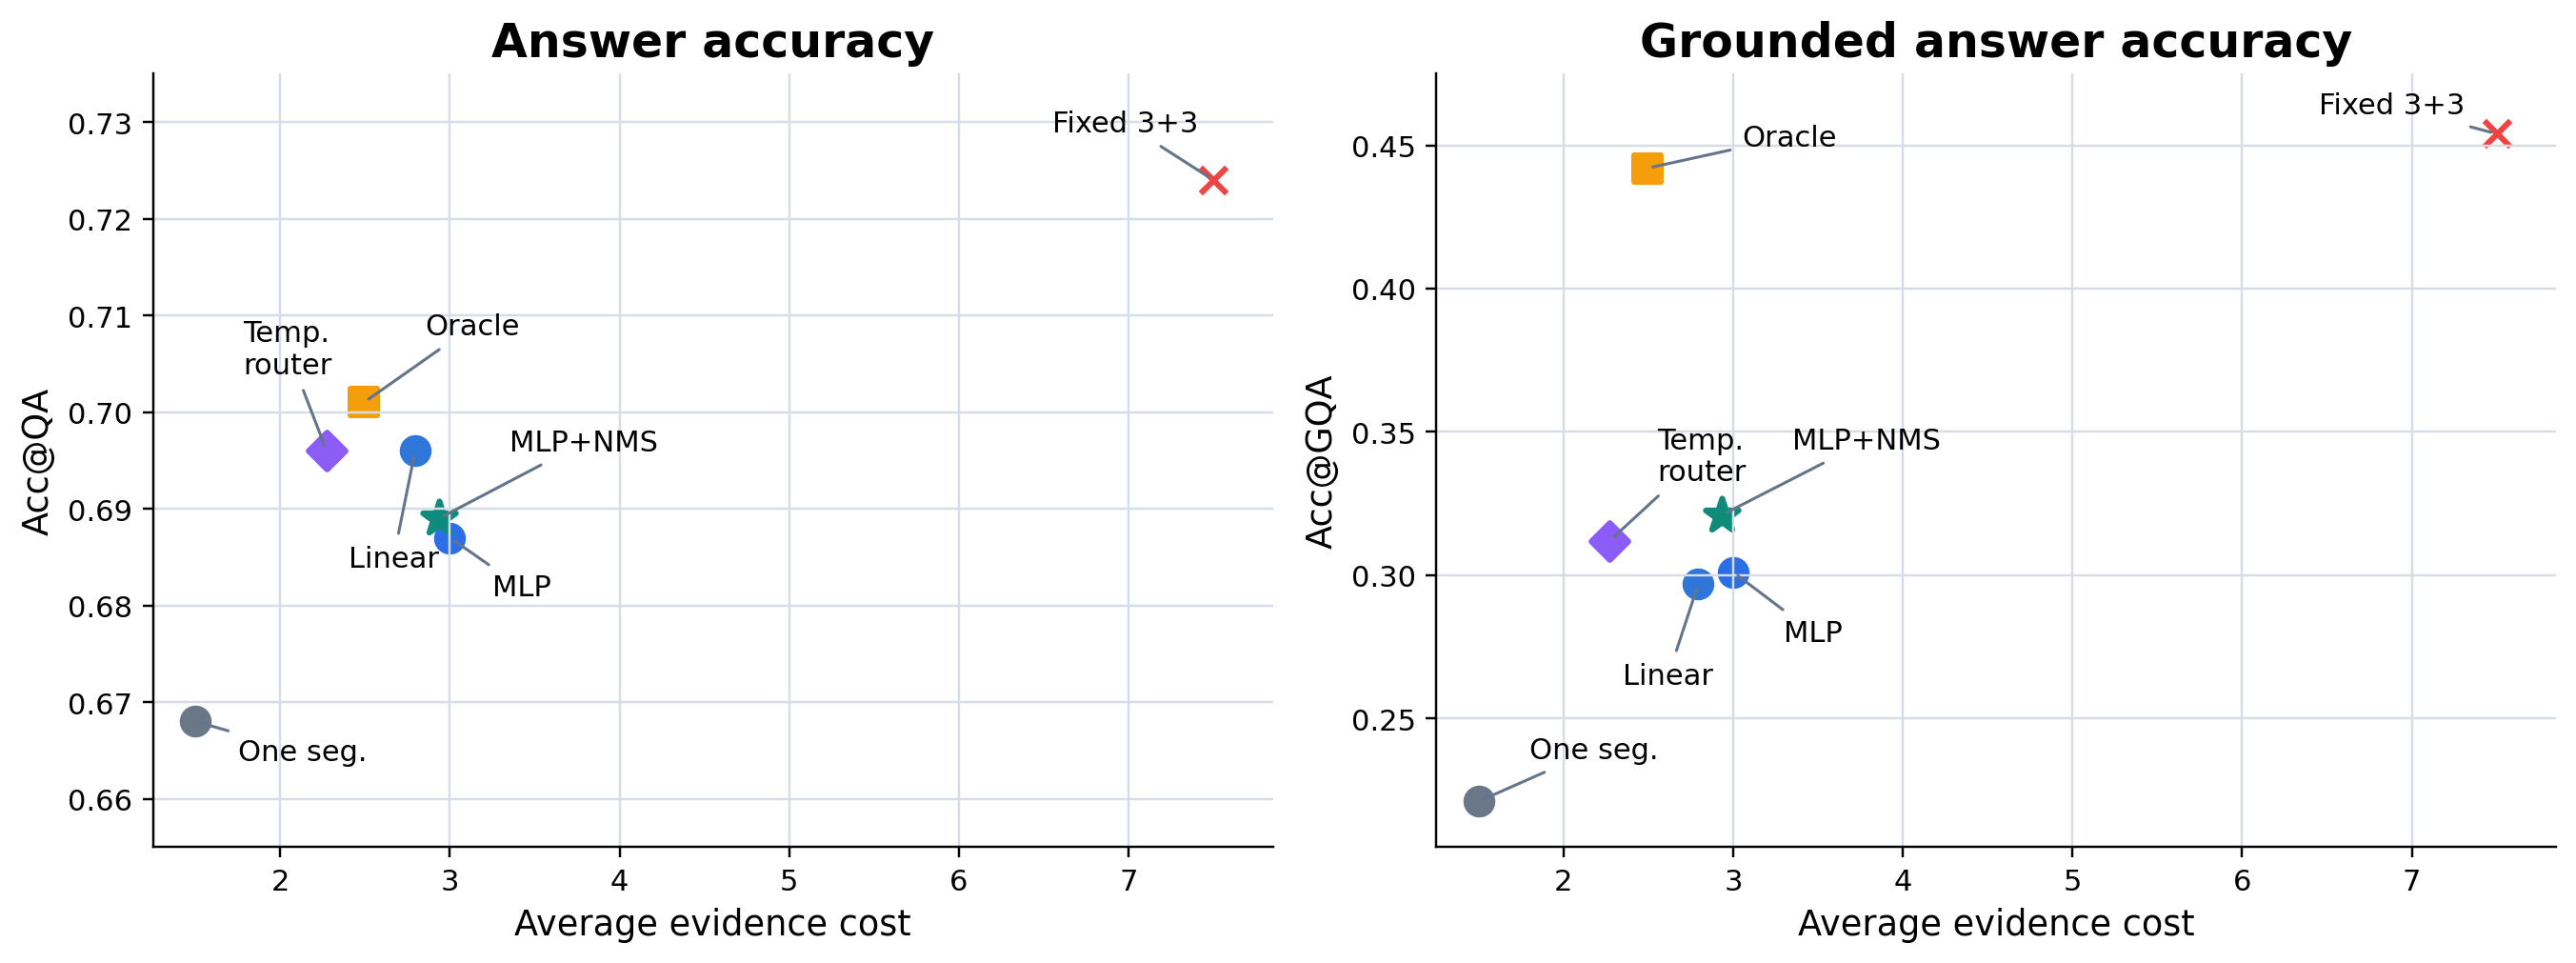 Answer accuracy
Acc@QA
0.73
0.72
0.71
0.70
0.69
0.68
0.67
0.66
Fixed 3+3
Oracle
Temp.
router
MLP+NMS
Linear
MLP
One seg.
2 3 4 5 6 7
Average evidence cost
Grounded answer accuracy
Acc@GQA
0.45
0.40
0.35
0.30
0.25
Fixed 3+3
Oracle
Temp.
router
MLP+NMS
MLP
Linear
One seg.
2 3 4 5 6 7
Average evidence cost